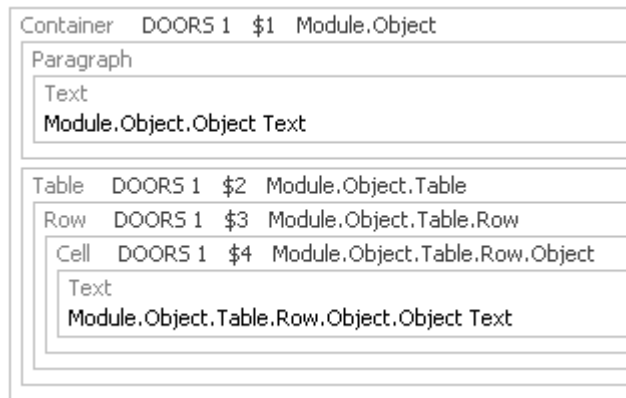 Container DOORS 1 $1 Module.Object
Paragraph
Text
Module.Object.Object Text
Table DOORS 1 $2 Module.Object.Table
Row DOORS 1 $3 Module.Object.Table.Row
Cell DOORS 1 $4 Module.Object.Table.Row.Object
Text
Module.Object.Table.Row.Object.Object Text